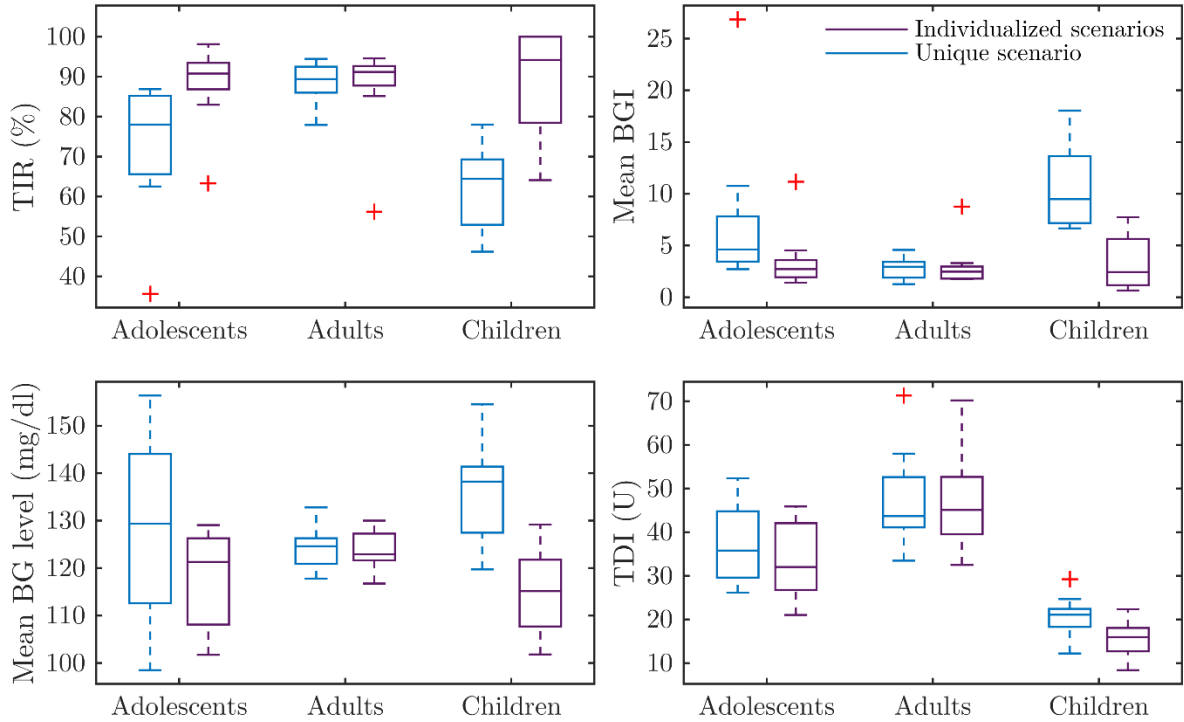 TIR (%)
100
90
80
70
60
50
40
Adolescents Adults Children
Mean BGI
25
20
15
10
5
0
Individualized scenarios
Unique scenario
Adolescents Adults Children
Mean BG level (mg/dl)
150
140
130
120
110
100
Adolescents Adults Children
TDI (U)
70
60
50
40
30
20
10
Adolescents Adults Children